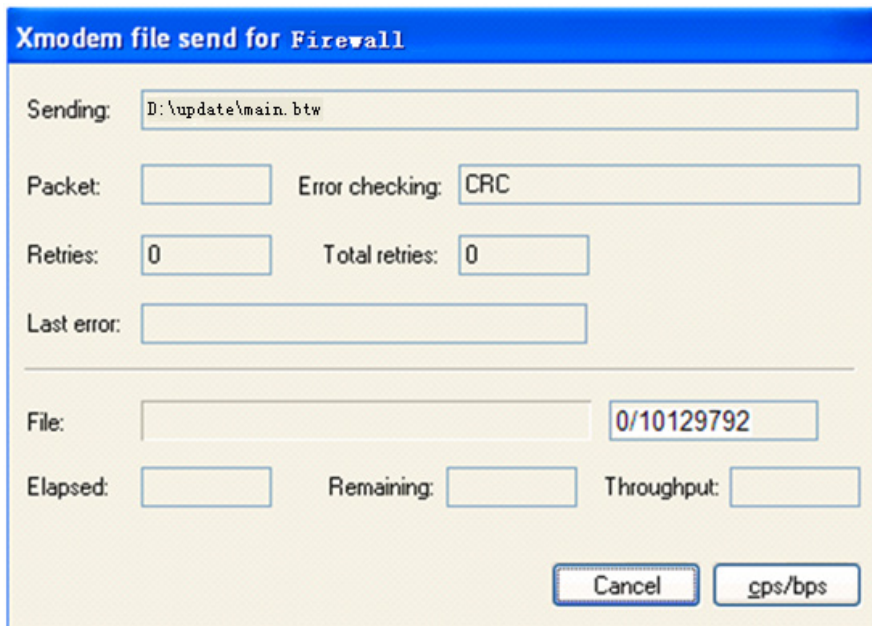 Xmodem file send for Firewall
Sending: D:\update\main.btw
Packet: Error checking: CRC
Retries: 0 Total retries: 0
Last error:
File: 0/10129792
Elapsed: Remaining: Throughput:
Cancel cps/bps